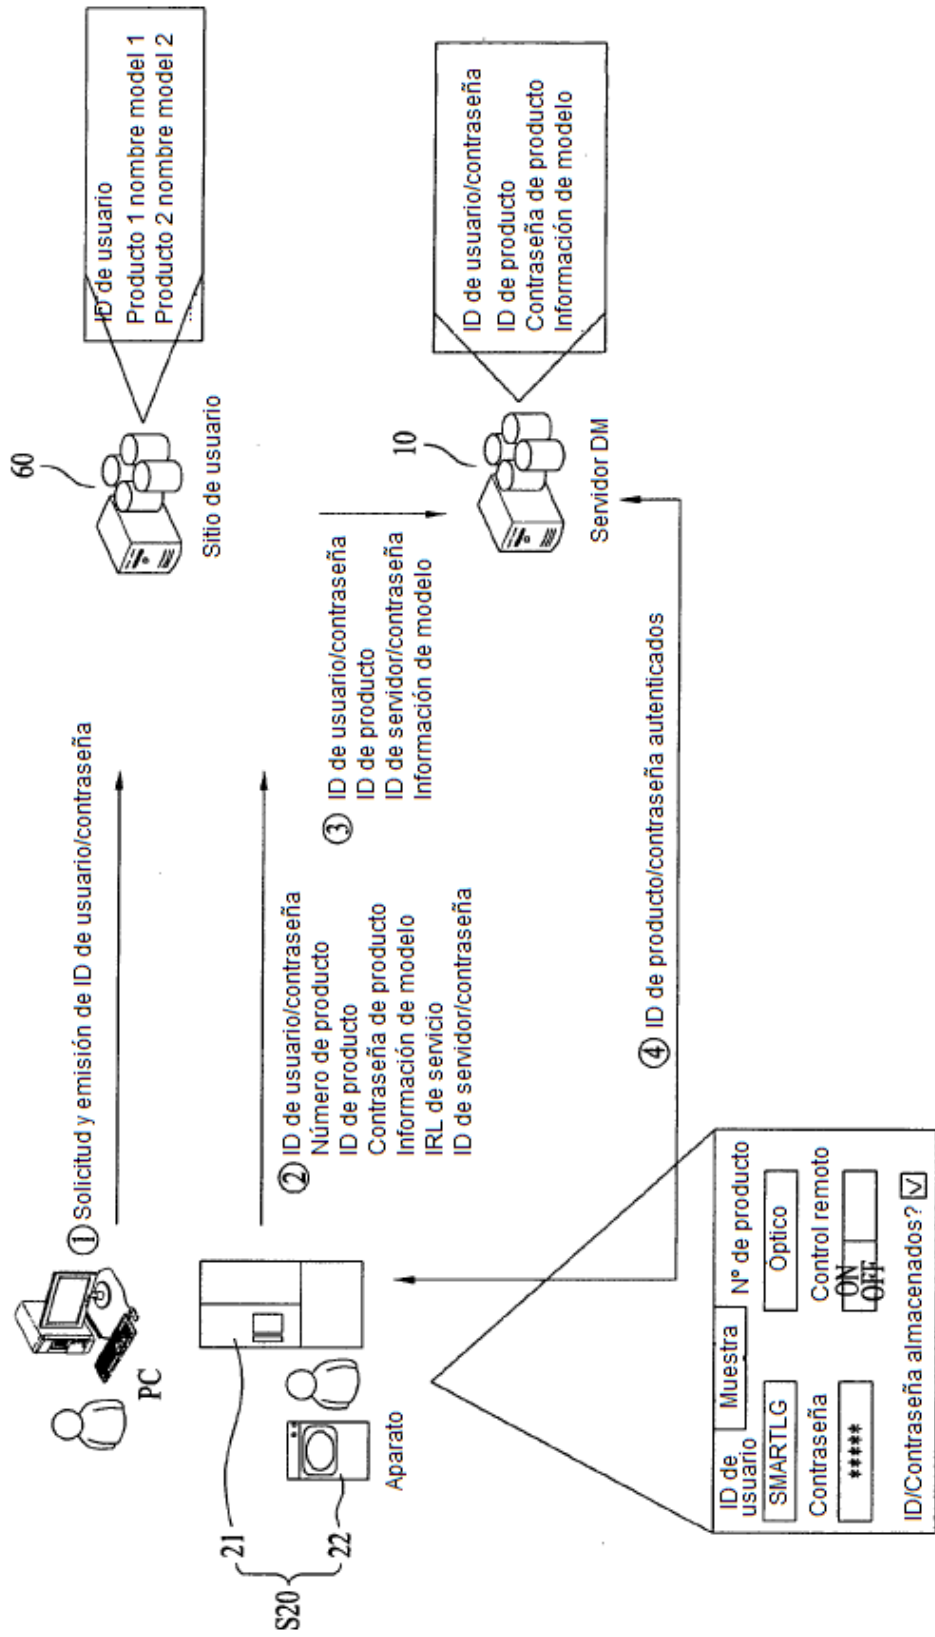 ① Solicitud y emisión de ID de usuario/contraseña
PC
60
Sitio de usuario
ID de usuario
Producto 1 nombre model 1
Producto 2 nombre model 2
S20
21
22
Aparato
② ID de usuario/contraseña
Número de producto
ID de producto
Contraseña de producto
Información de modelo
IRL de servicio
ID de servidor/contraseña
③ ID de usuario/contraseña
ID de producto
ID de servidor/contraseña
Información de modelo
10
Servidor DM
ID de usuario/contraseña
ID de producto
Contraseña de producto
Información de modelo
④ ID de producto/contraseña autenticados
ID de usuario
Muestra
Nº de producto
SMARTLG
Óptico
Contraseña
Control remoto
*****
ON
OFF
ID/Contraseña almacenados?